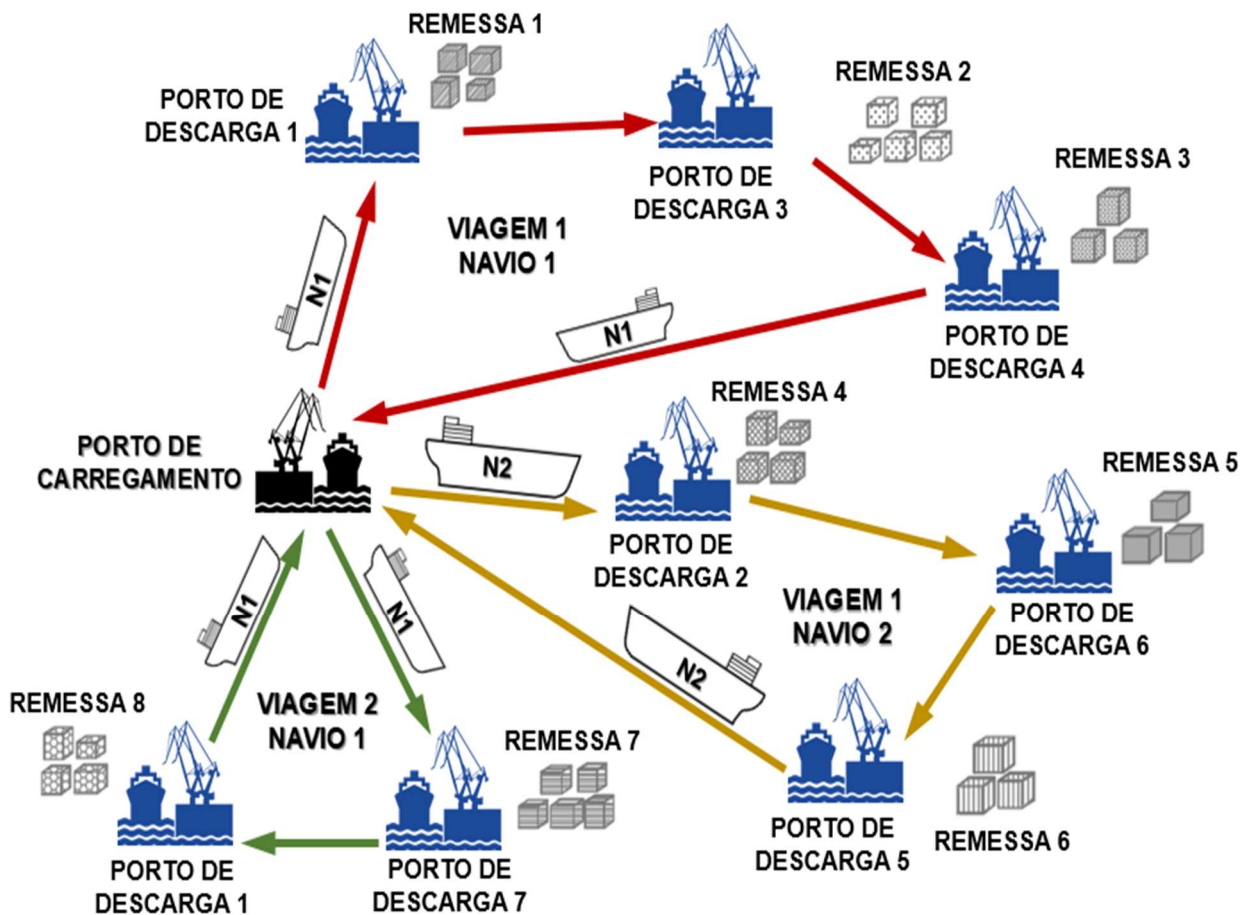 REMESSA 1
PORTO DE
DESCARGA 1
PORTO DE
DESCARGA 3
REMESSA 2
REMESSA 3
PORTO DE
DESCARGA 4
VIAGEM 1
NAVIO 1
N1
N1
PORTO DE
CARREGAMENTO
N2
REMESSA 4
PORTO DE
DESCARGA 2
REMESSA 5
PORTO DE
DESCARGA 6
VIAGEM 1
NAVIO 2
N2
REMESSA 6
PORTO DE
DESCARGA 5
N1
N1
VIAGEM 2
NAVIO 1
REMESSA 8
PORTO DE
DESCARGA 1
REMESSA 7
PORTO DE
DESCARGA 7